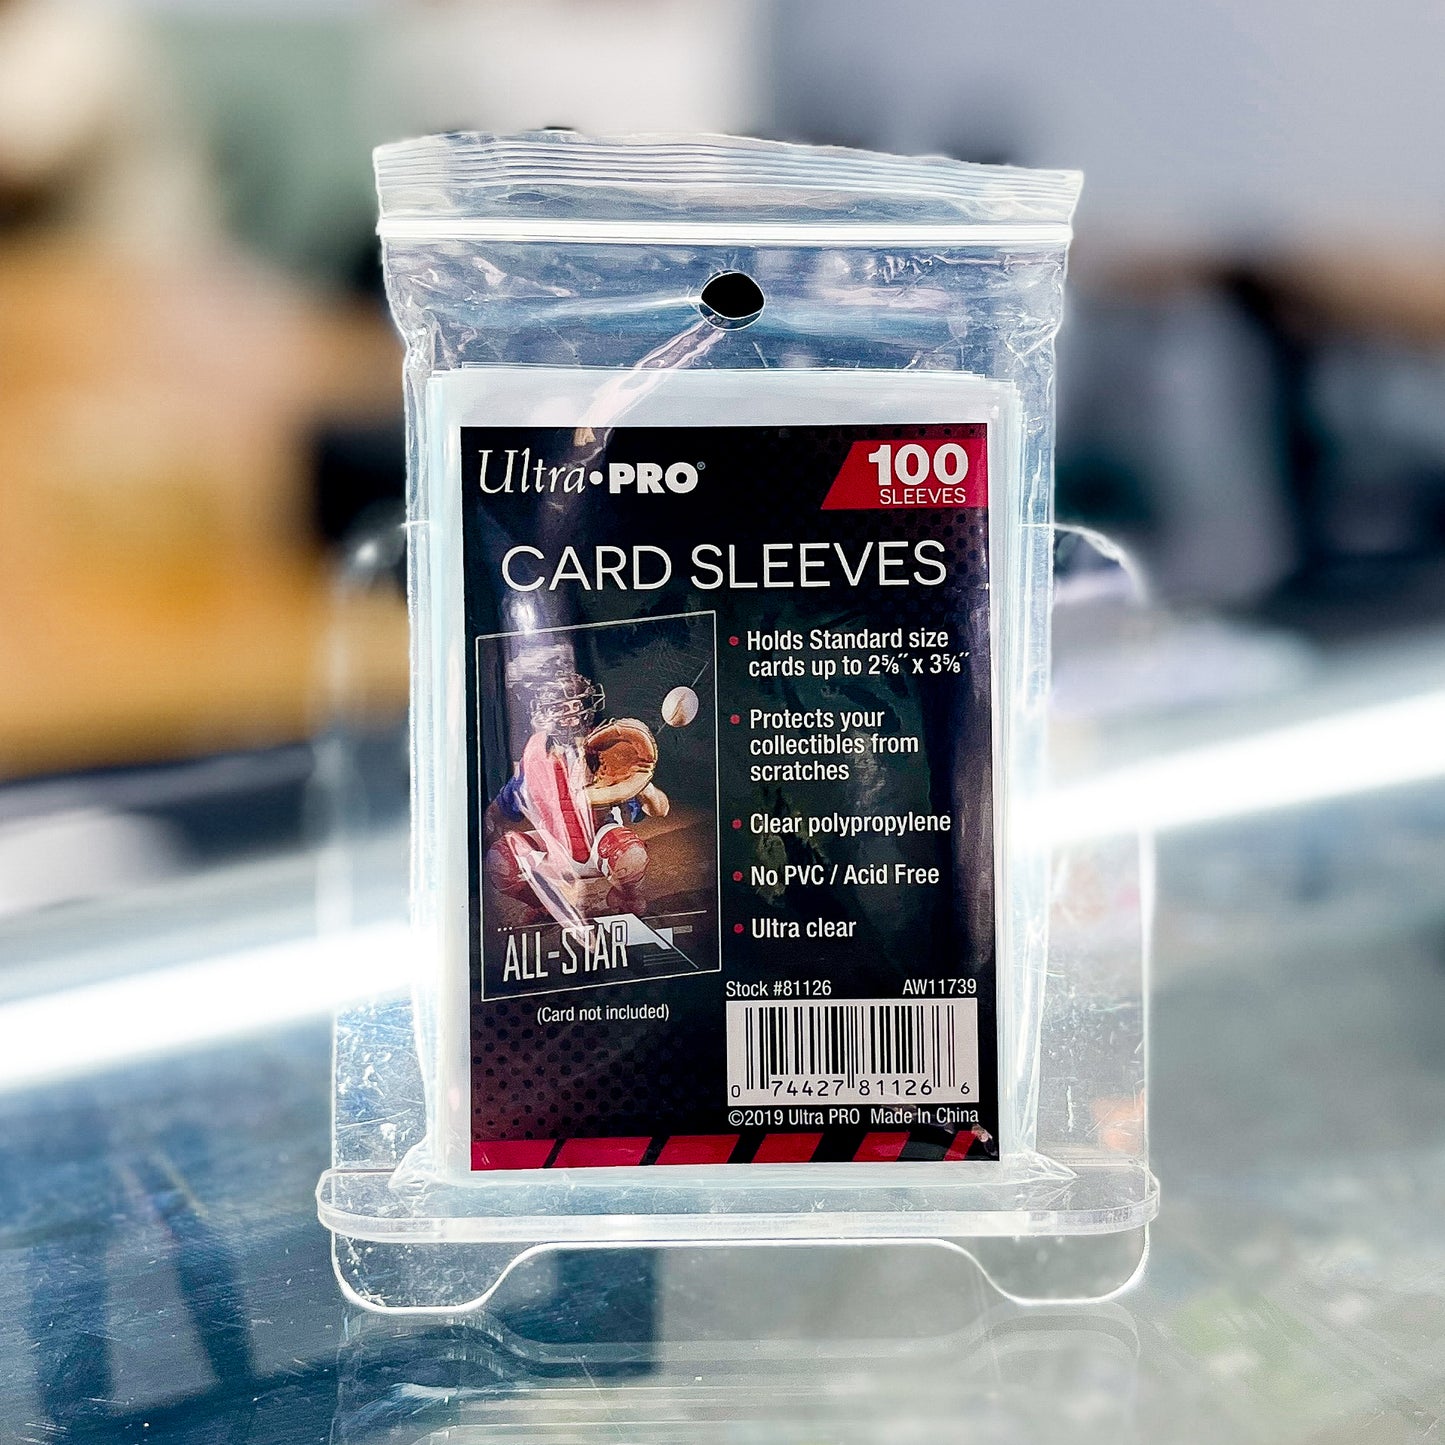 Ultra•PRO®
100
SLEEVES
CARD SLEEVES
• Holds Standard size
cards up to 2⅝˝ x 3⅝˝
• Protects your
collectibles from
scratches
• Clear polypropylene
• No PVC / Acid Free
• Ultra clear
ALL-STAR
(Card not included)
Stock #81126 AW11739
0 74427 81126 6
©2019 Ultra PRO Made In China